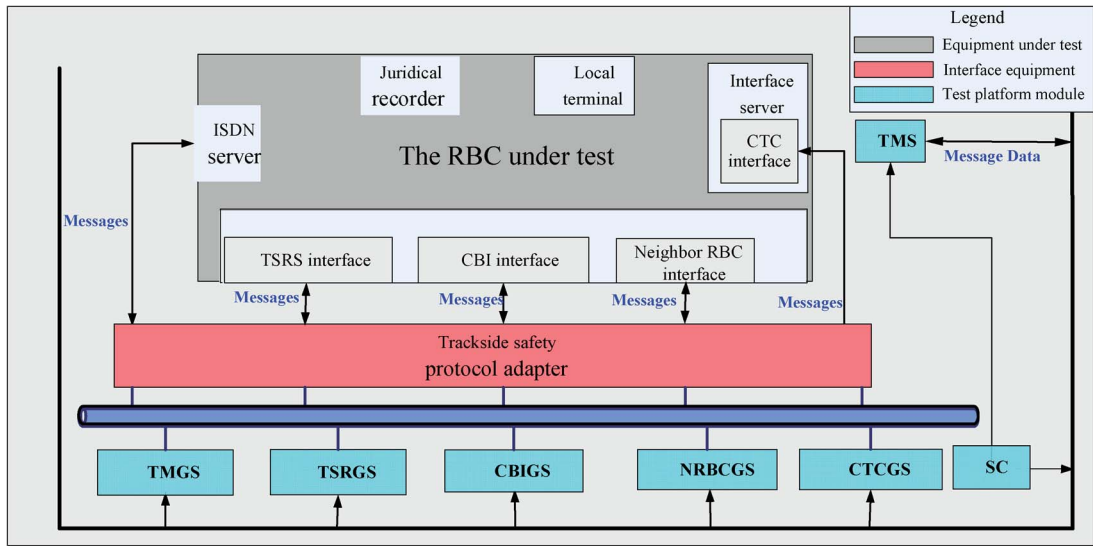 Legend
Equipment under test
Interface equipment
Test platform module
Juridical
recorder
Local
terminal
Interface
server
CTC
interface
ISDN
server
The RBC under test
TMS
Message Data
Messages
TSRS interface
CBI interface
Neighbor RBC
interface
Messages
Messages
Messages
Messages
Trackside safety
protocol adapter
TMGS
TSRGS
CBIGS
NRBCGS
CTCGS
SC